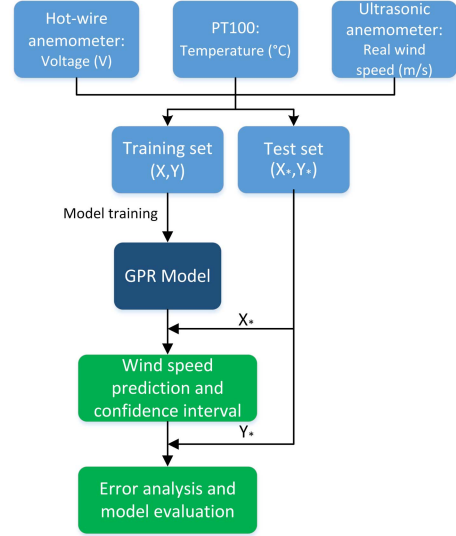 Hot-wire
anemometer:
Voltage (V)
PT100:
Temperature (°C)
Ultrasonic
anemometer:
Real wind
speed (m/s)
Training set
(X,Y)
Test set
(X*,Y*)
Model training
GPR Model
X*
Wind speed
prediction and
confidence interval
Y*
Error analysis and
model evaluation